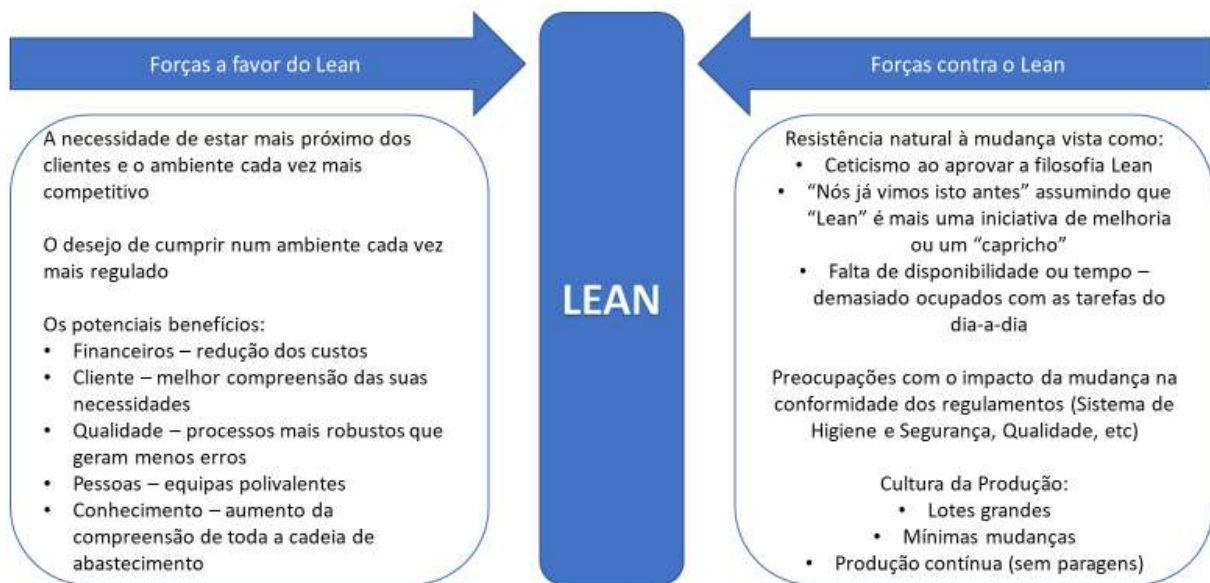 Forças a favor do Lean
A necessidade de estar mais próximo dos
clientes e o ambiente cada vez mais
competitivo
O desejo de cumprir num ambiente cada vez
mais regulado
Os potenciais benefícios:
• Financeiros – redução dos custos
• Cliente – melhor compreensão das suas
necessidades
• Qualidade – processos mais robustos que
geram menos erros
• Pessoas – equipas polivalentes
• Conhecimento – aumento da
compreensão de toda a cadeia de
abastecimento
LEAN
Forças contra o Lean
Resistência natural à mudança vista como:
• Ceticismo ao aprovar a filosofia Lean
• “Nós já vimos isto antes” assumindo que
“Lean” é mais uma iniciativa de melhoria
ou um “capricho”
• Falta de disponibilidade ou tempo –
demasiado ocupados com as tarefas do
dia-a-dia
Preocupações com o impacto da mudança na
conformidade dos regulamentos (Sistema de
Higiene e Segurança, Qualidade, etc)
Cultura da Produção:
• Lotes grandes
• Mínimas mudanças
• Produção contínua (sem paragens)